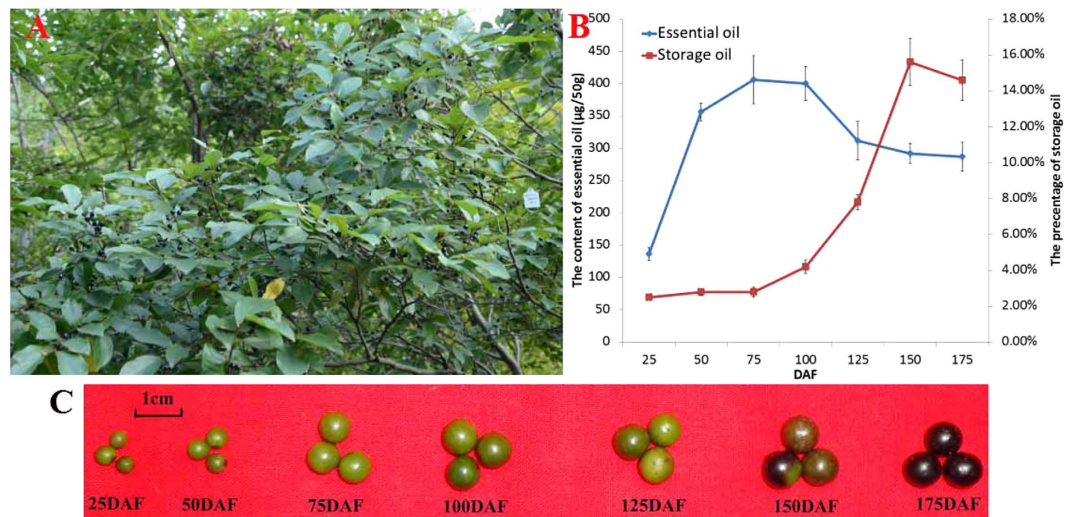 A
B
Essential oil
Storage oil
The content of essential oil (μg/50g)
500
450
400
350
300
250
200
150
100
50
0
18.00%
16.00%
14.00%
12.00%
10.00%
8.00%
6.00%
4.00%
2.00%
0.00%
The precentage of storage oil
25 50 75 100 125 150 175
DAF
C
1cm
25DAF 50DAF 75DAF 100DAF 125DAF 150DAF 175DAF